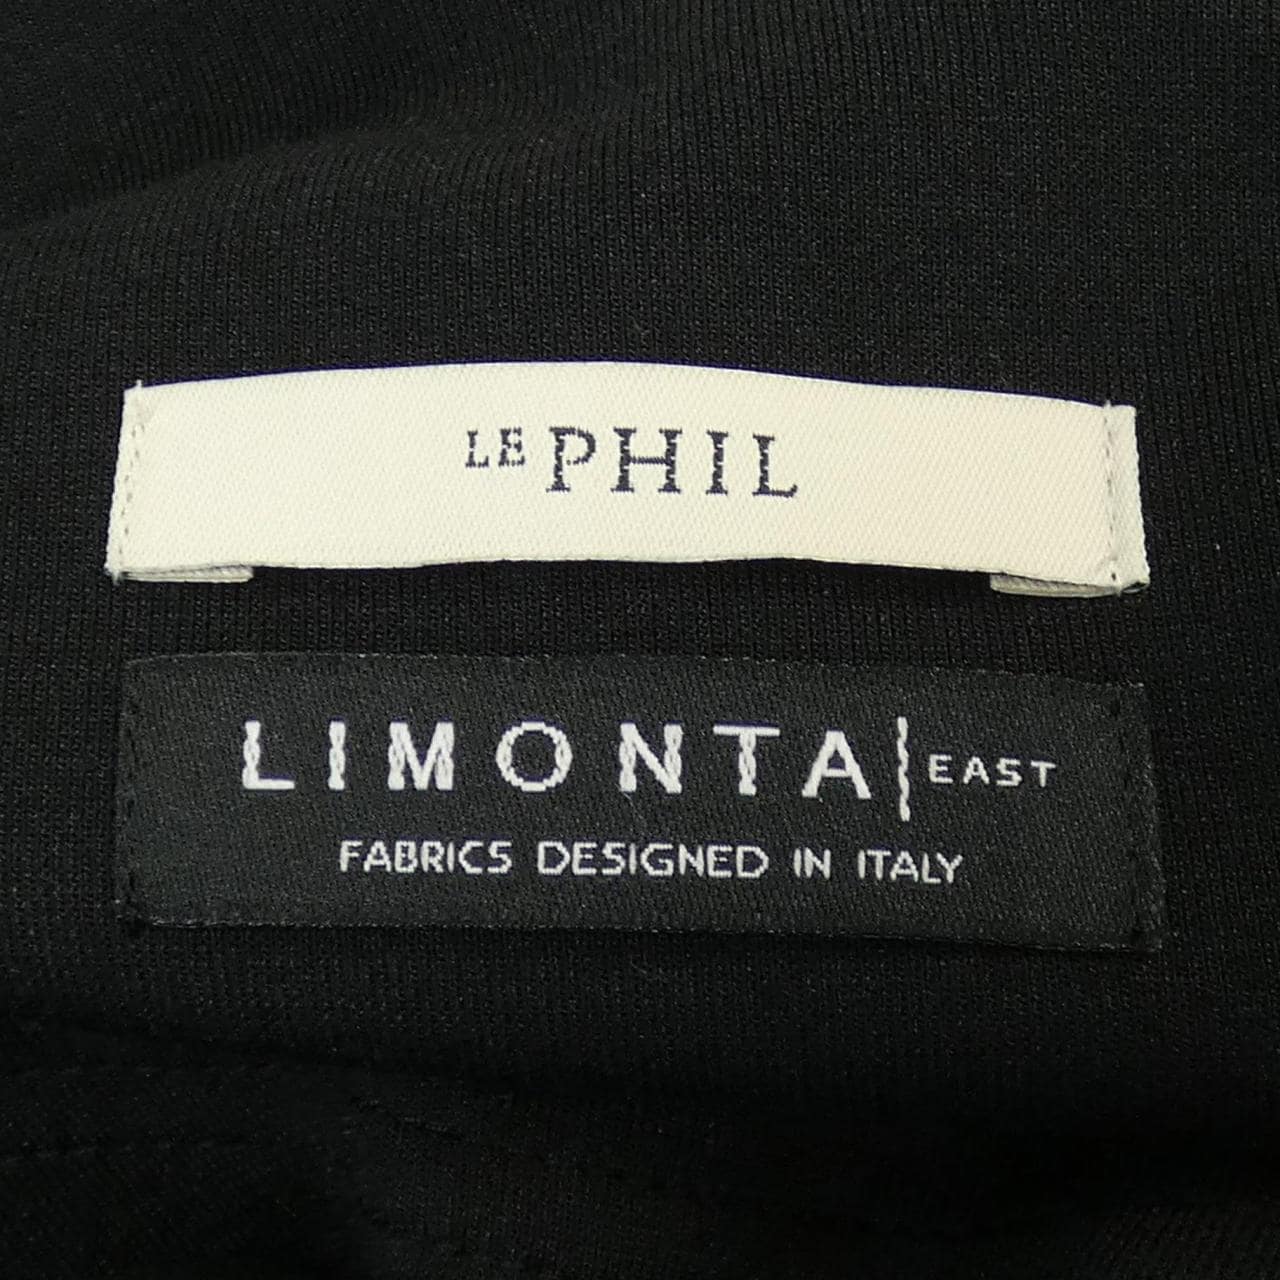 LE PHIL
LIMONTA|EAST
FABRICS DESIGNED IN ITALY